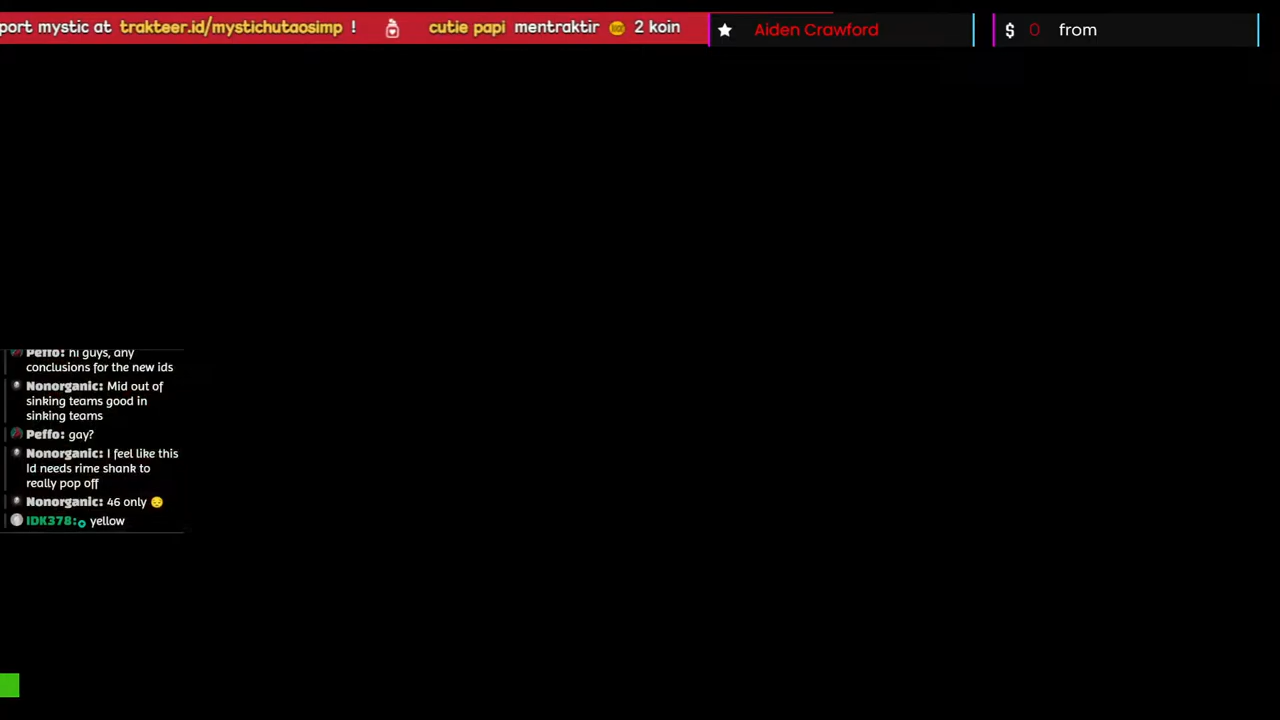 port mystic at trakteer.id/mystichutaosimp ! cutie papi mentraktir 2 koin
Aiden Crawford
$ 0 from
Peffo: hi guys, any
conclusions for the new ids
Nonorganic: Mid out of
sinking teams good in
sinking teams
Peffo: gay?
Nonorganic: I feel like this
Id needs rime shank to
really pop off
Nonorganic: 46 only 😔
IDK378: yellow